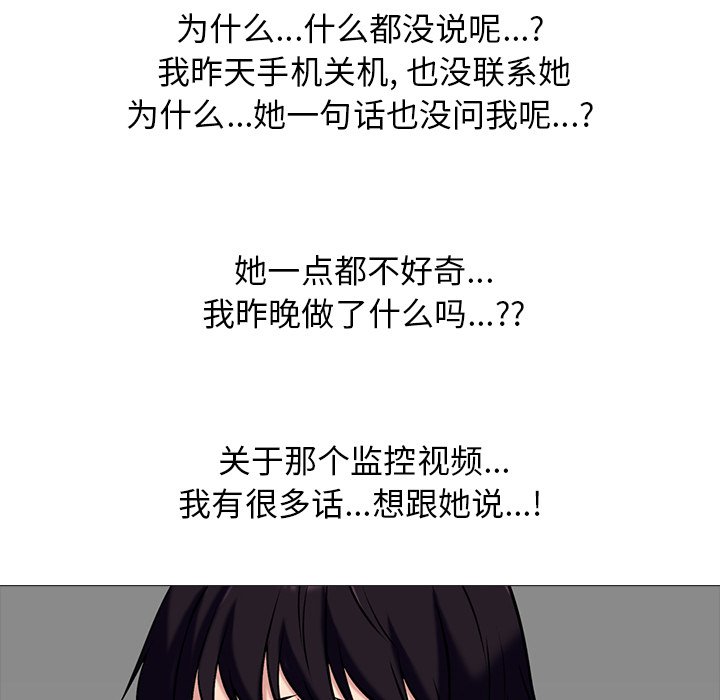 为什么...什么都没说呢...?
我昨天手机关机, 也没联系她
为什么...她一句话也没问我呢...?
她一点都不好奇...
我昨晚做了什么吗...??
关于那个监控视频...
我有很多话...想跟她说...!